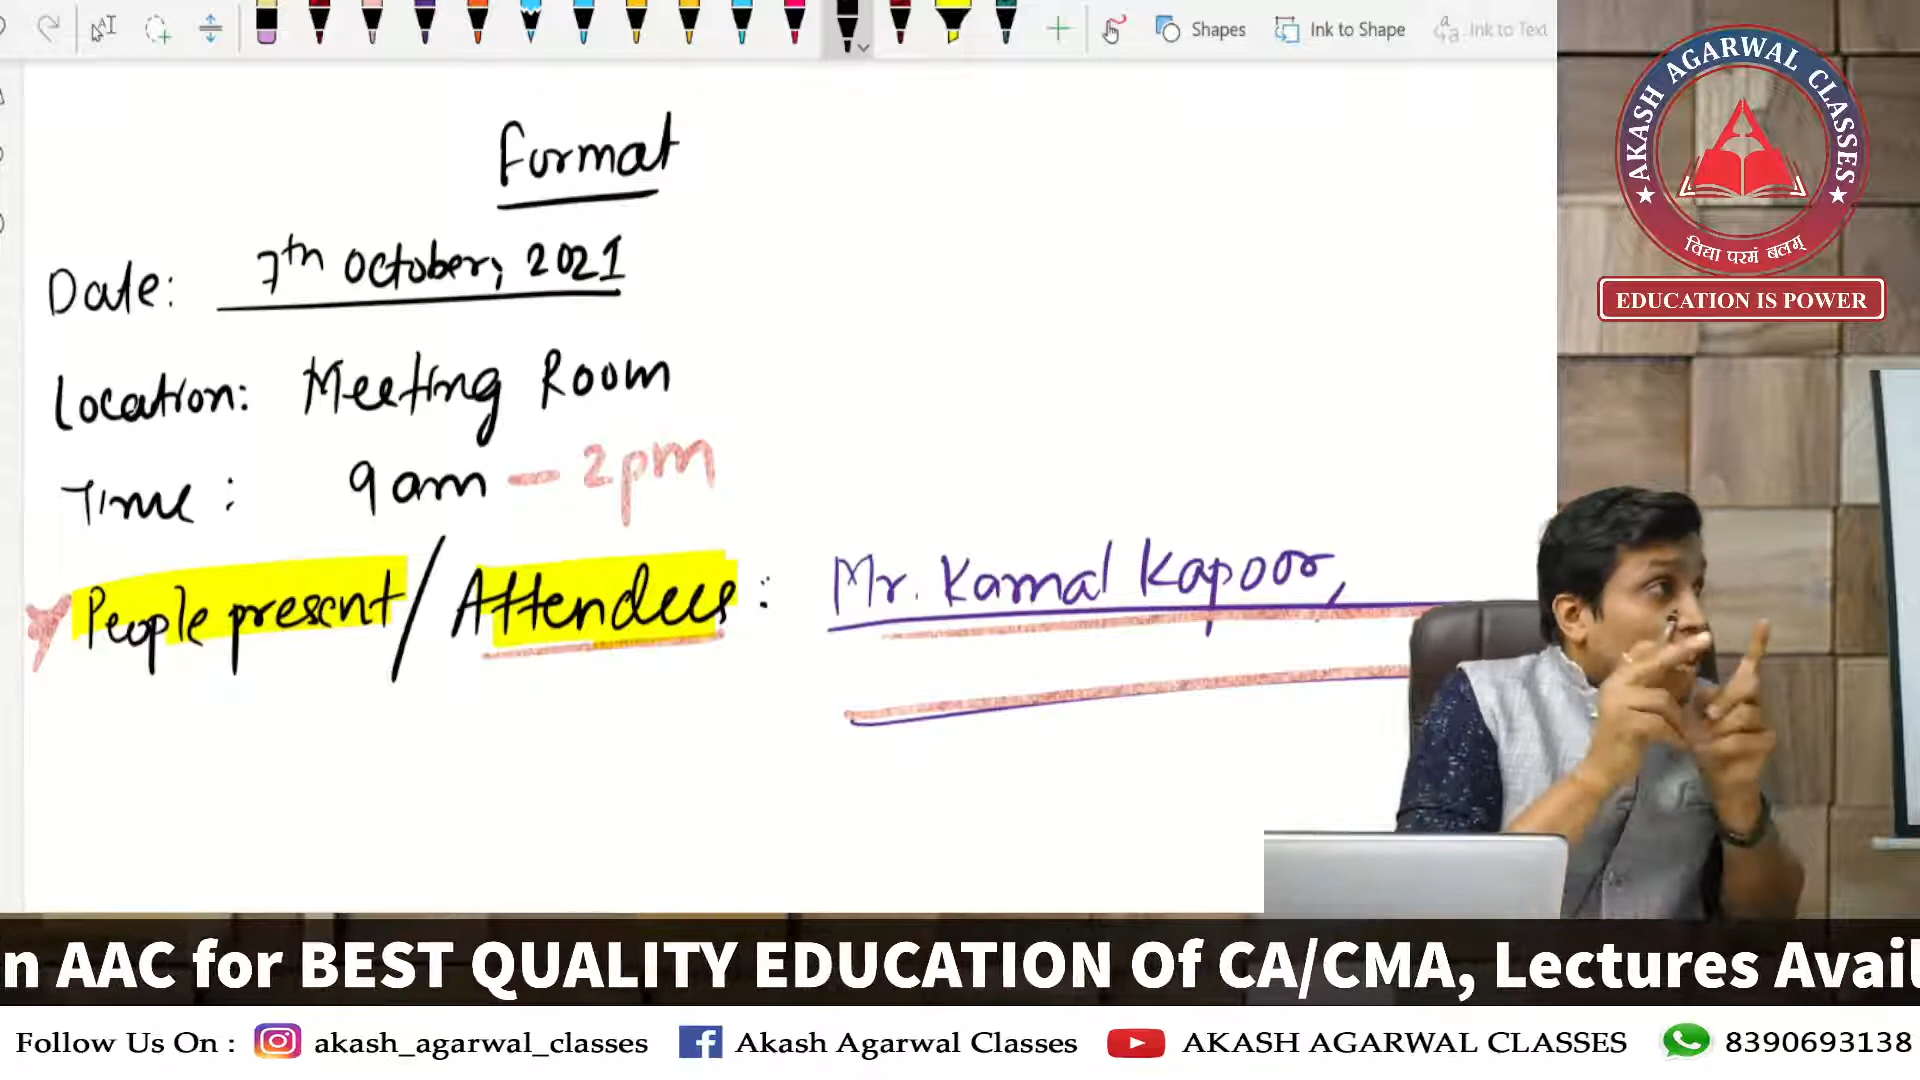 Shapes
Ink to Shape
Ink to Text
AKASH AGARWAL CLASSES
विद्या परमं बलम्
EDUCATION IS POWER
Format
Date: 7th October, 2021
Location: Meeting Room
Time: 9am - 2pm
People present / Attendees: Mr. Kamal Kapoor,
n AAC for BEST QUALITY EDUCATION Of CA/CMA, Lectures Avail
Follow Us On : akash_agarwal_classes Akash Agarwal Classes AKASH AGARWAL CLASSES 8390693138